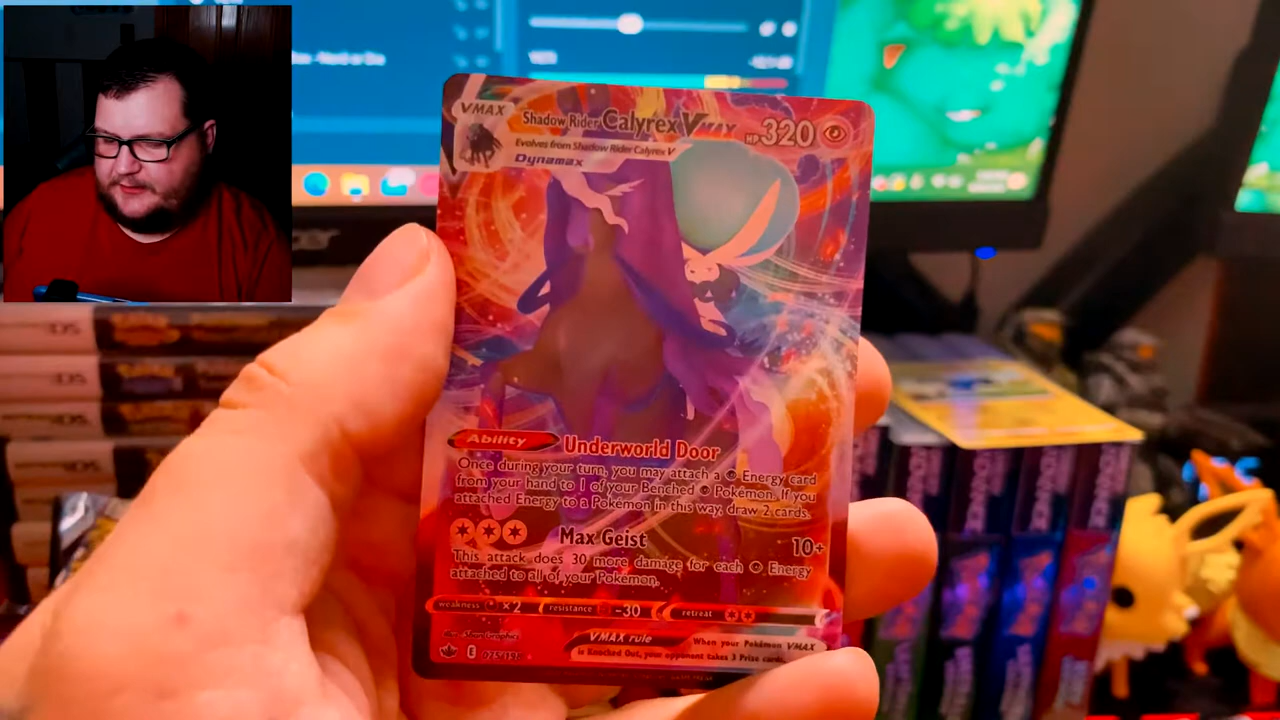 VMAX
Shadow Rider Calyrex VMAX HP 320
Evolves from Shadow Rider Calyrex V
Dynamax
Ability Underworld Door
Once during your turn, you may attach a Energy card
from your hand to 1 of your Benched Pokémon. If you
attached Energy to a Pokémon in this way, draw 2 cards.
Max Geist 10+
This attack does 30 more damage for each Energy
attached to all of your Pokémon.
weakness ×2 resistance -30 retreat
VMAX rule When your Pokémon VMAX
is Knocked Out, your opponent takes 3 Prize cards.
E 075/198
acer